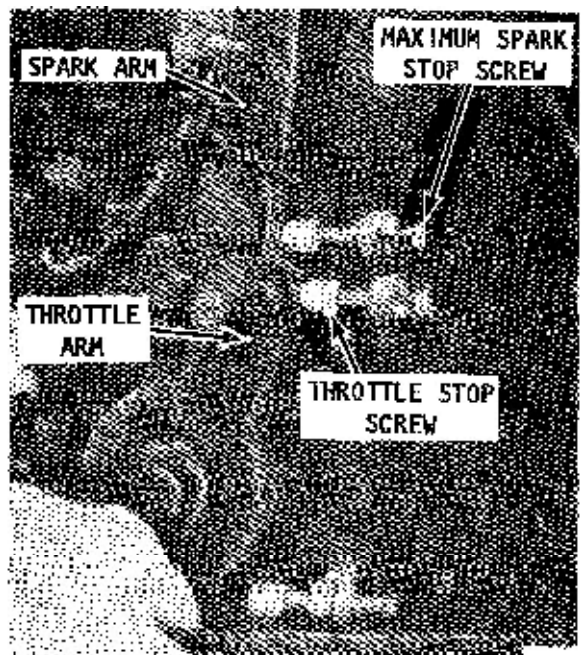 SPARK ARM
MAXIMUM SPARK
STOP SCREW
THROTTLE
ARM
THROTTLE STOP
SCREW